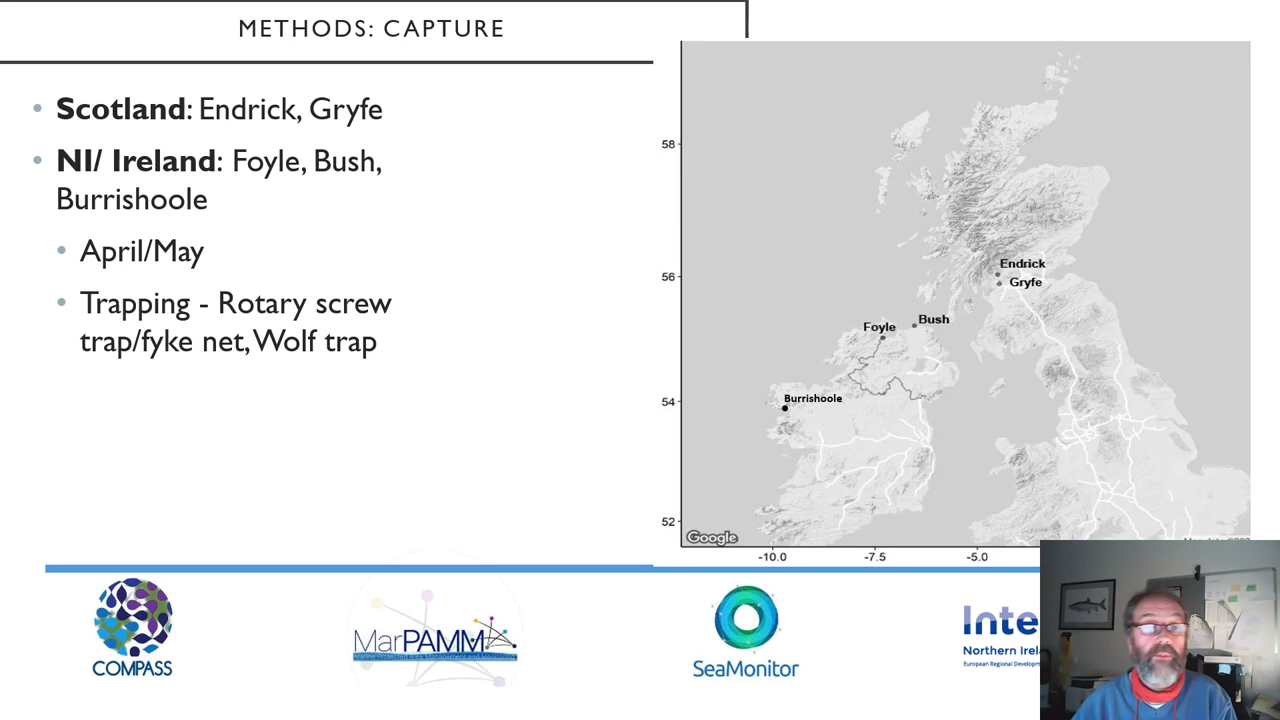 METHODS: CAPTURE
• Scotland: Endrick, Gryfe
• NI/ Ireland: Foyle, Bush,
Burrishoole
• April/May
• Trapping - Rotary screw
trap/fyke net, Wolf trap
58
56
54
52
-10.0
-7.5
-5.0
Endrick
Gryfe
Bush
Foyle
Burrishoole
Google
COMPASS
MarPAMM
SeaMonitor
Inte
Northern Irel
European Regional Developm